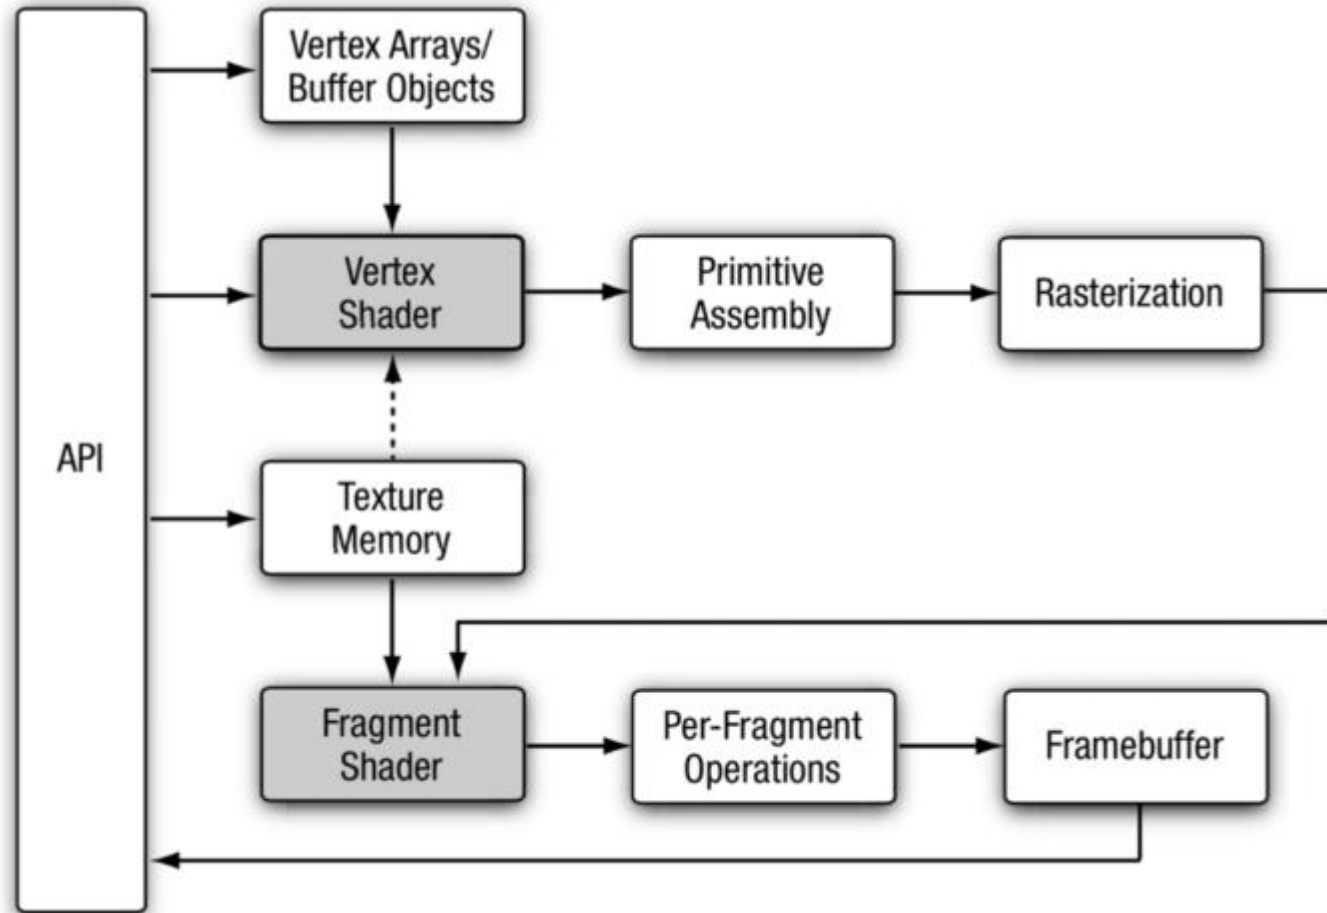 Vertex Arrays/
Buffer Objects
Vertex
Shader
Primitive
Assembly
Rasterization
API
Texture
Memory
Fragment
Shader
Per-Fragment
Operations
Framebuffer